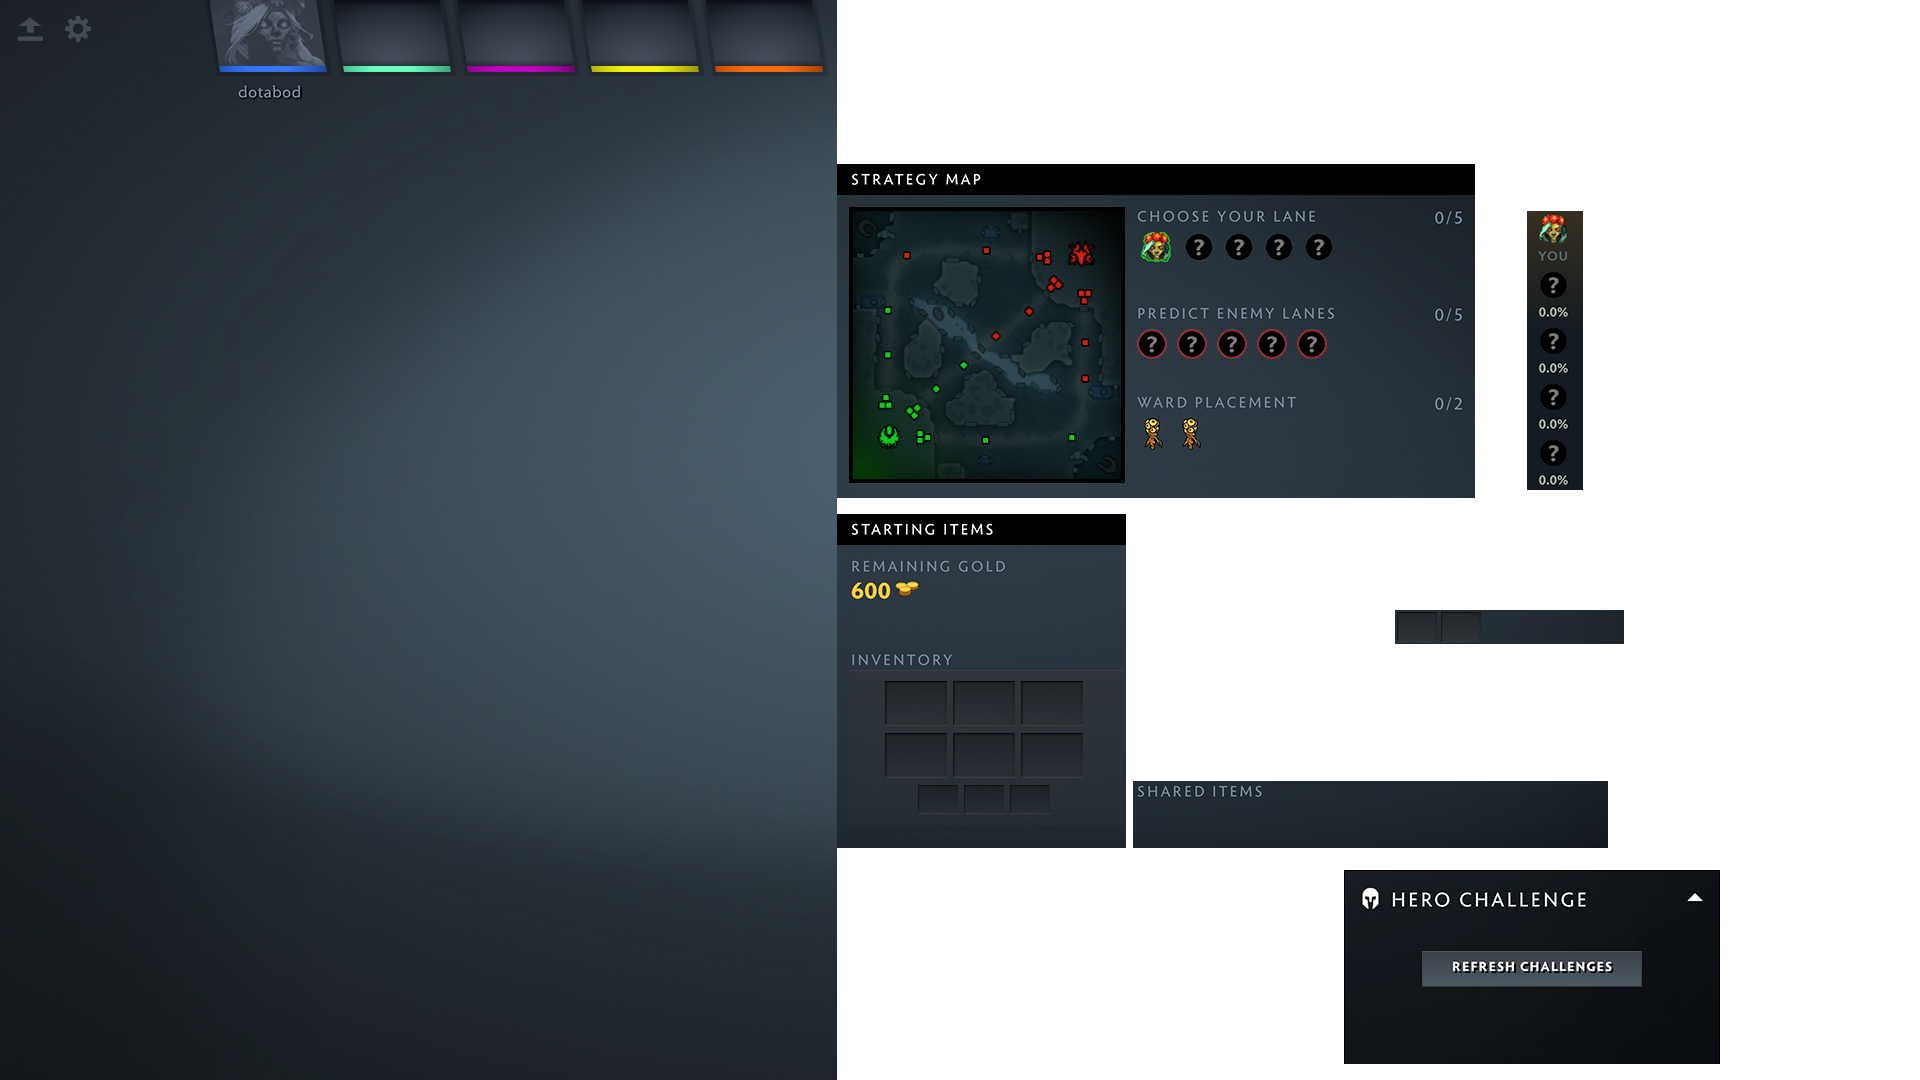 dotabod
STRATEGY MAP
CHOOSE YOUR LANE 0/5
? ? ? ?
PREDICT ENEMY LANES 0/5
? ? ? ? ?
WARD PLACEMENT 0/2
YOU
?
0.0%
?
0.0%
?
0.0%
?
0.0%
STARTING ITEMS
REMAINING GOLD
600
INVENTORY
SHARED ITEMS
HERO CHALLENGE
REFRESH CHALLENGES